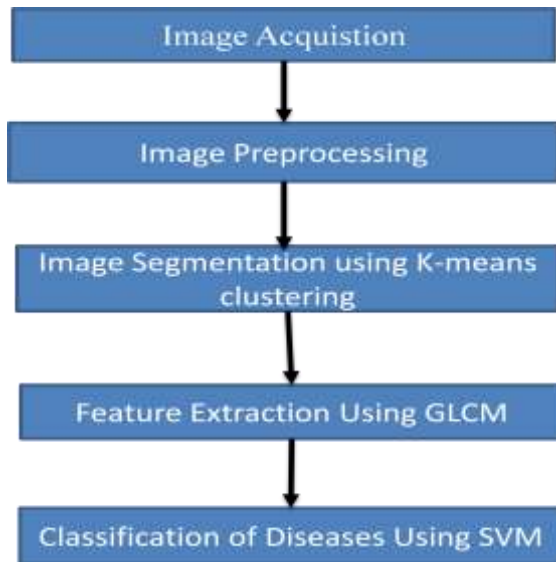 Image Acquistion
Image Preprocessing
Image Segmentation using K-means
clustering
Feature Extraction Using GLCM
Classification of Diseases Using SVM